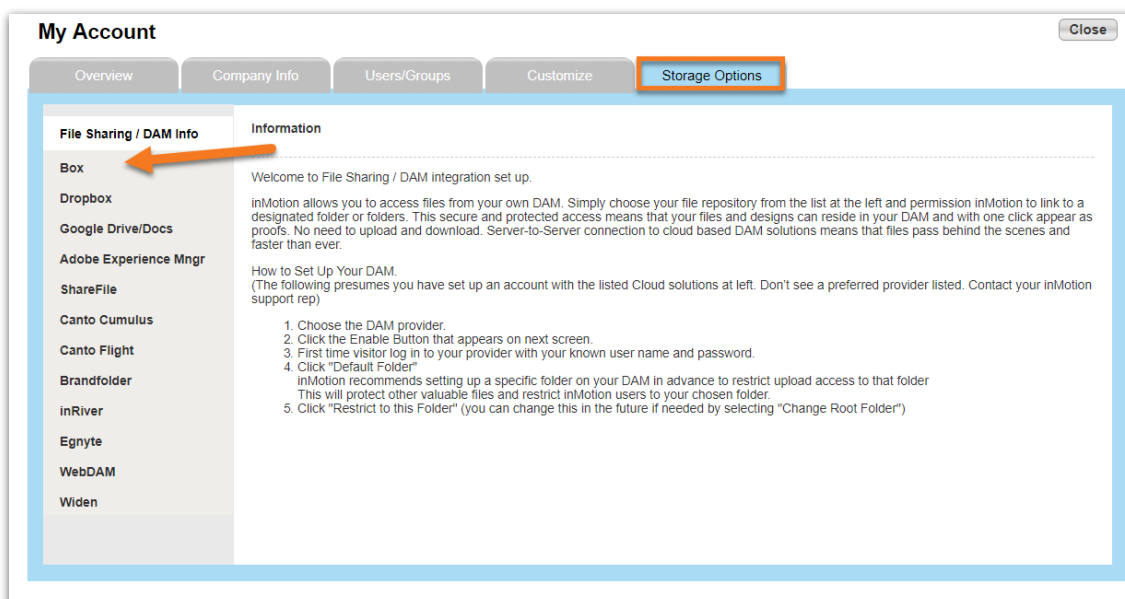 My Account
Close
Overview
Company Info
Users/Groups
Customize
Storage Options
File Sharing / DAM Info
Box
Dropbox
Google Drive/Docs
Adobe Experience Mngr
ShareFile
Canto Cumulus
Canto Flight
Brandfolder
inRiver
Egnyte
WebDAM
Widen
Information
Welcome to File Sharing / DAM integration set up.
inMotion allows you to access files from your own DAM. Simply choose your file repository from the list at the left and permission inMotion to link to a
designated folder or folders. This secure and protected access means that your files and designs can reside in your DAM and with one click appear as
proofs. No need to upload and download. Server-to-Server connection to cloud based DAM solutions means that files pass behind the scenes and
faster than ever.
How to Set Up Your DAM.
(The following presumes you have set up an account with the listed Cloud solutions at left. Don't see a preferred provider listed. Contact your inMotion
support rep)
1. Choose the DAM provider.
2. Click the Enable Button that appears on next screen.
3. First time visitor log in to your provider with your known user name and password.
4. Click "Default Folder"
inMotion recommends setting up a specific folder on your DAM in advance to restrict upload access to that folder
This will protect other valuable files and restrict inMotion users to your chosen folder.
5. Click "Restrict to this Folder" (you can change this in the future if needed by selecting "Change Root Folder")